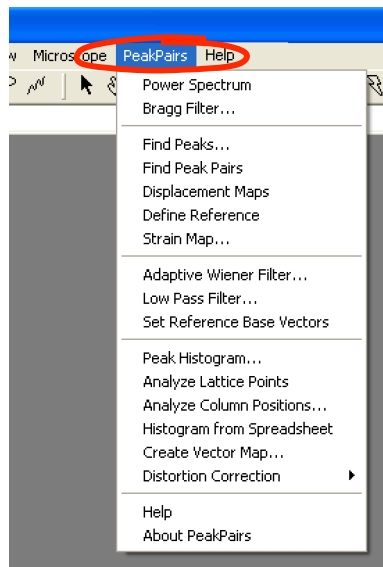 w Microscope PeakPairs Help
Power Spectrum
Bragg Filter...
Find Peaks...
Find Peak Pairs
Displacement Maps
Define Reference
Strain Map...
Adaptive Wiener Filter...
Low Pass Filter...
Set Reference Base Vectors
Peak Histogram...
Analyze Lattice Points
Analyze Column Positions...
Histogram from Spreadsheet
Create Vector Map...
Distortion Correction
Help
About PeakPairs